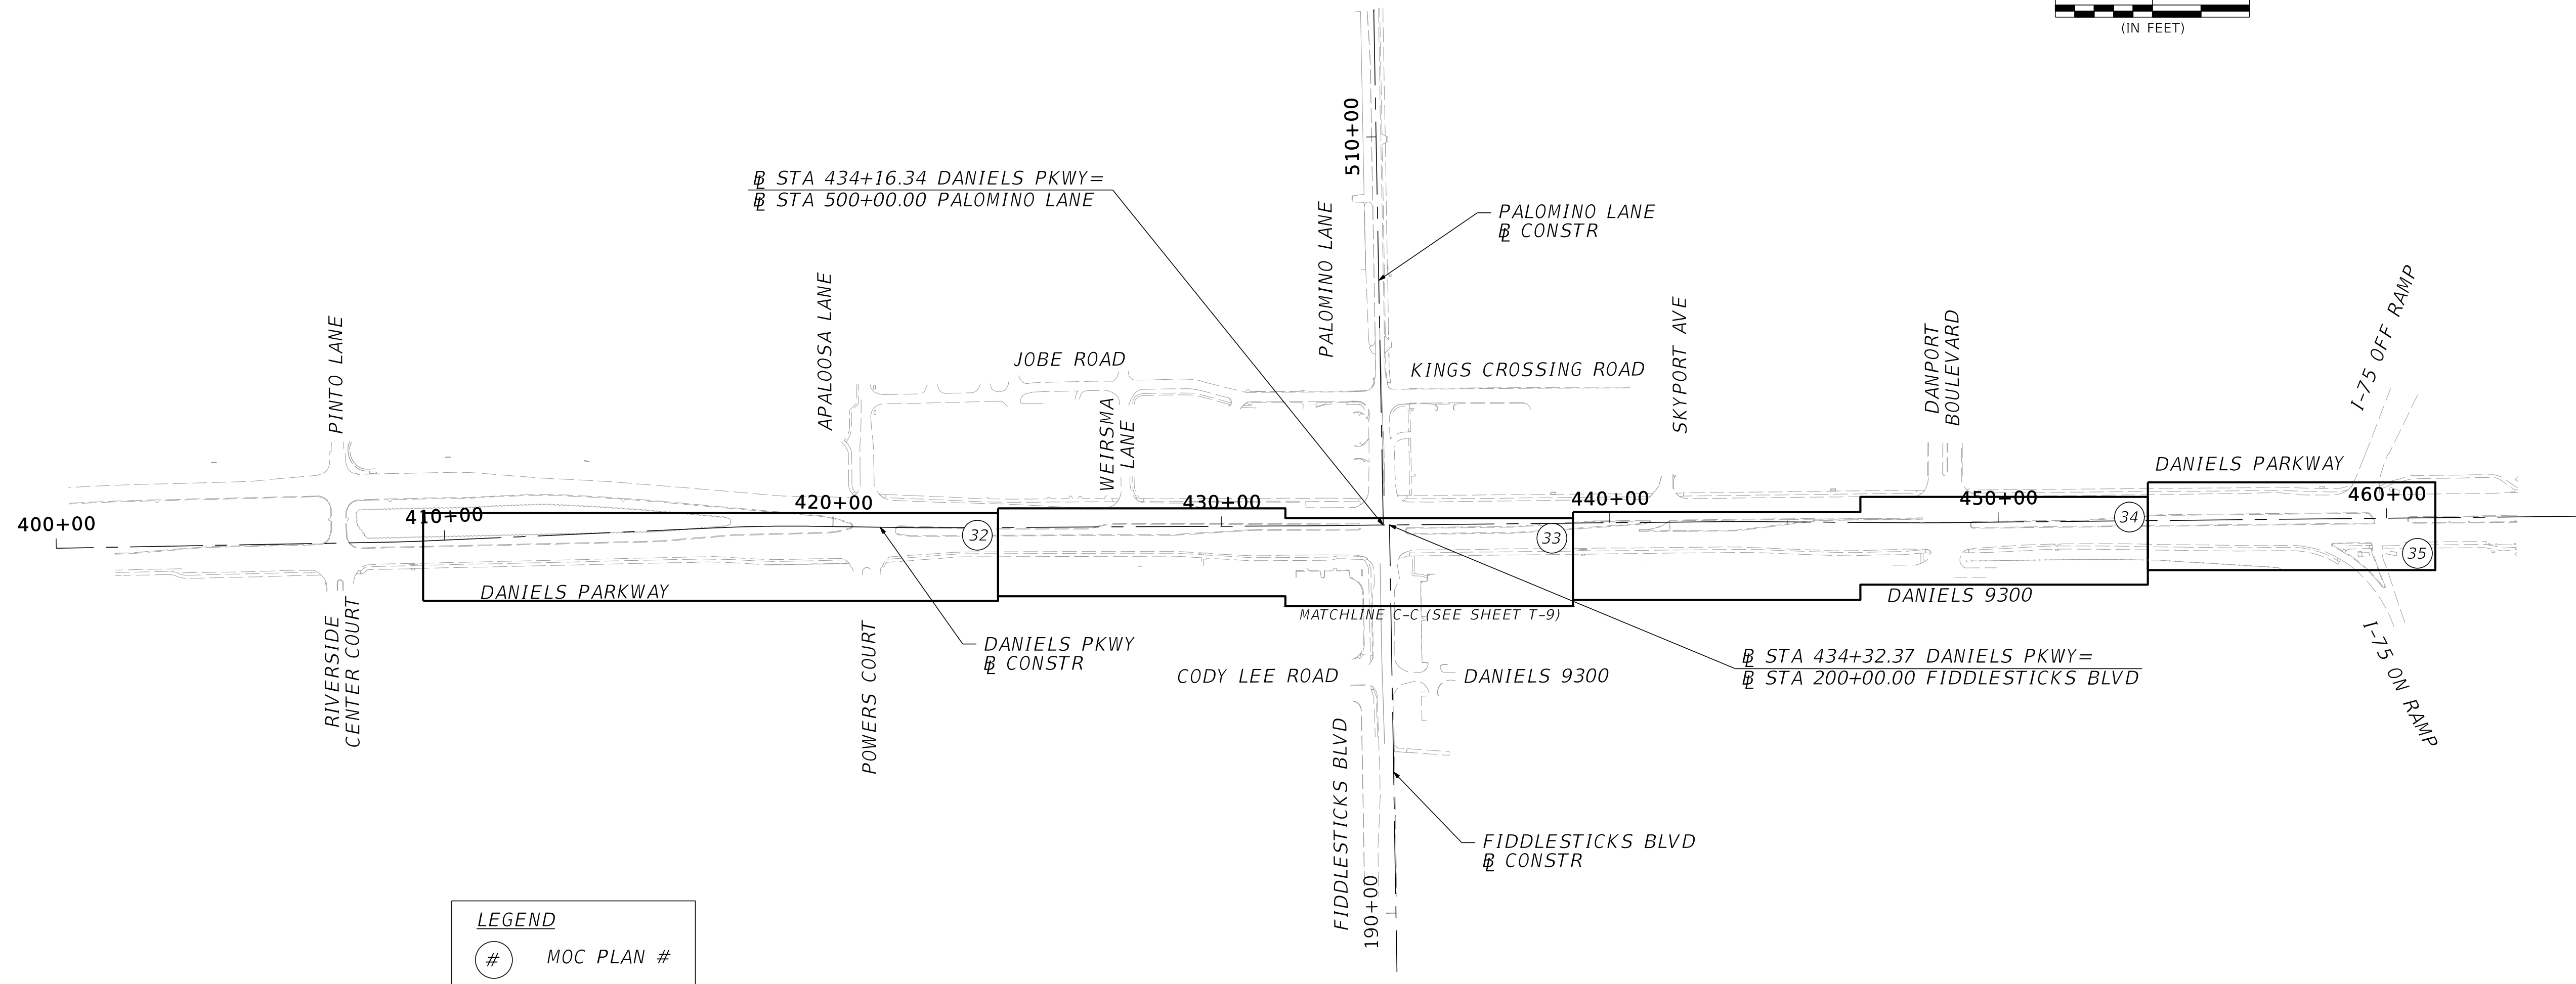 (IN FEET)
510+00
℄ STA 434+16.34 DANIELS PKWY=
℄ STA 500+00.00 PALOMINO LANE
PALOMINO LANE
PALOMINO LANE
℄ CONSTR
PINTO LANE
APALOOSA LANE
JOBE ROAD
WEIRSMA
LANE
KINGS CROSSING ROAD
SKYPORT AVE
DANPORT
BOULEVARD
I-75 OFF RAMP
DANIELS PARKWAY
400+00
410+00
420+00
430+00
440+00
450+00
460+00
32
33
34
35
DANIELS PARKWAY
DANIELS 9300
MATCHLINE C-C (SEE SHEET T-9)
RIVERSIDE
CENTER COURT
POWERS COURT
DANIELS PKWY
℄ CONSTR
CODY LEE ROAD
DANIELS 9300
℄ STA 434+32.37 DANIELS PKWY=
℄ STA 200+00.00 FIDDLESTICKS BLVD
I-75 ON RAMP
FIDDLESTICKS BLVD
190+00
FIDDLESTICKS BLVD
℄ CONSTR
LEGEND
# MOC PLAN #